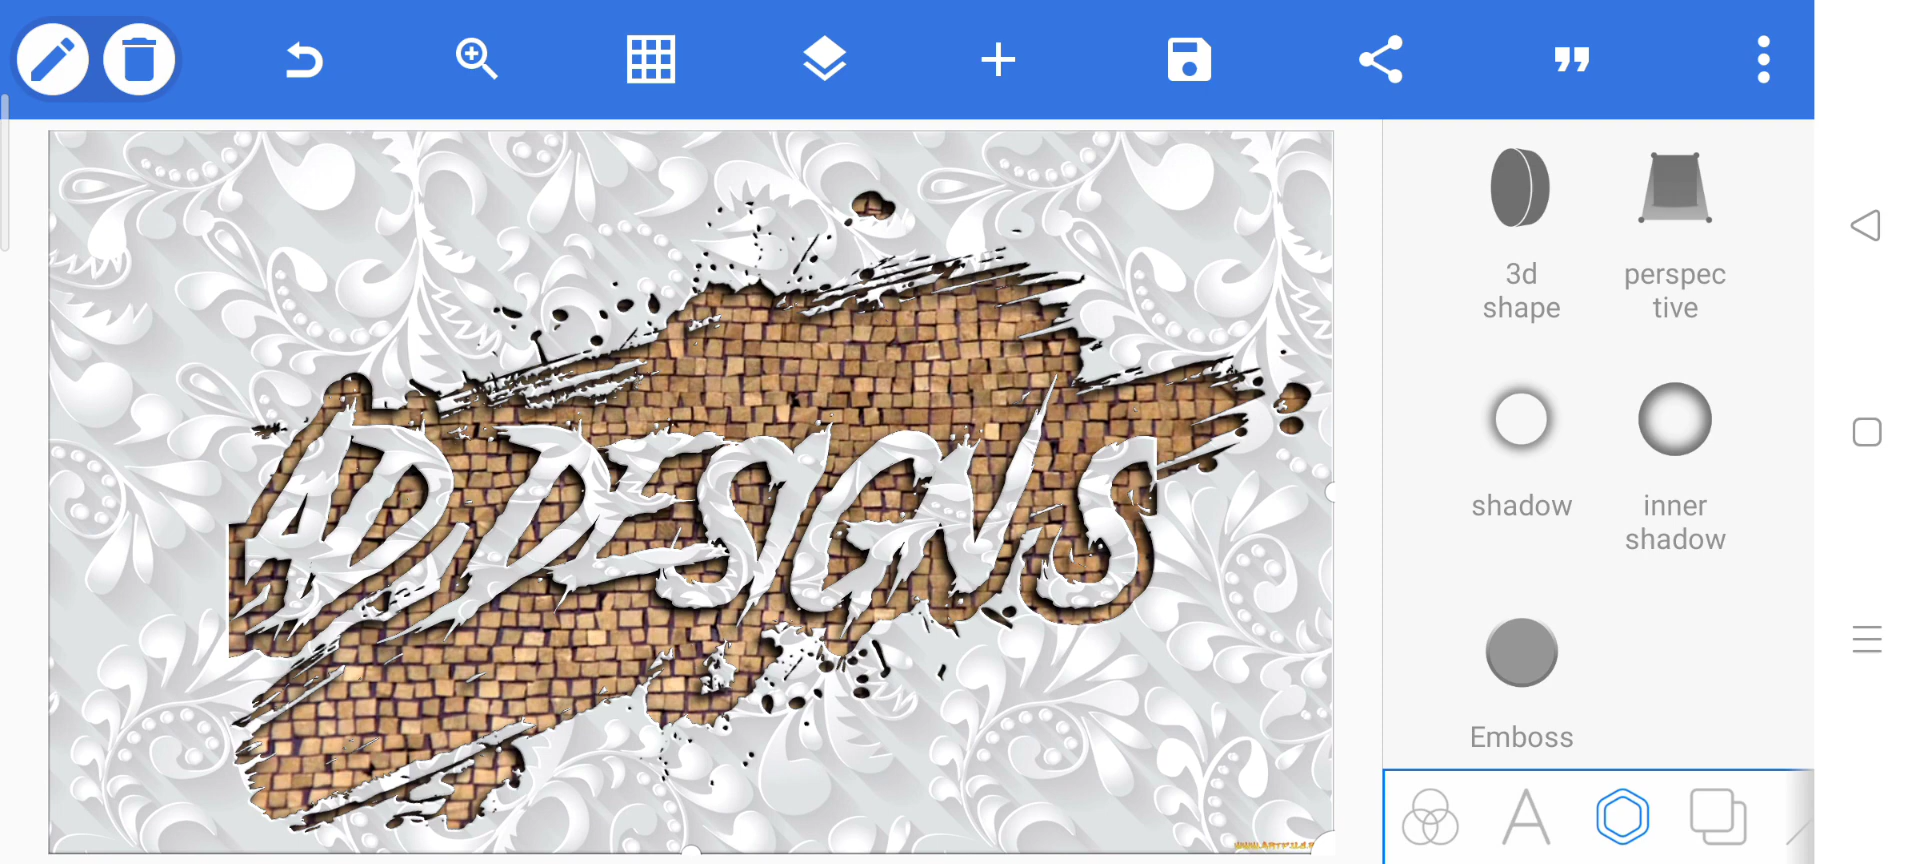 AD DESIGNS
3d
shape
perspec
tive
shadow
inner
shadow
Emboss